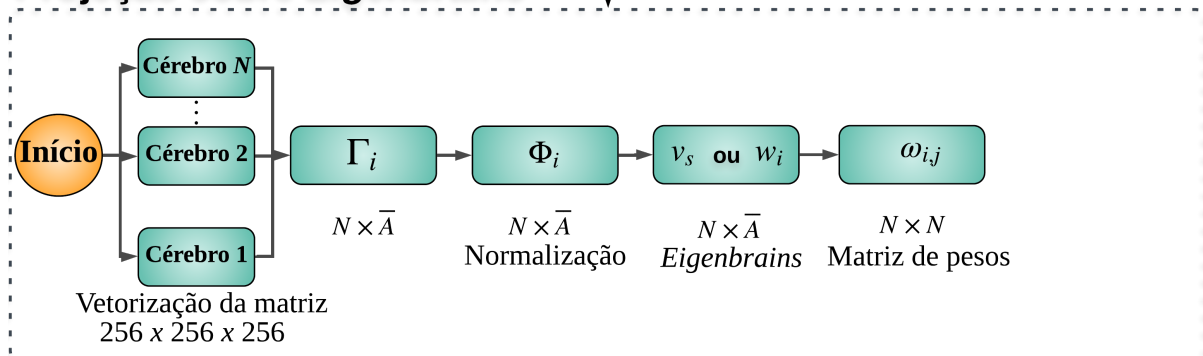 Cérebro N
Início
Cérebro 2
Γᵢ
Φᵢ
vₛ ou wᵢ
ωᵢ,ⱼ
N × A̅
N × A̅
N × A̅
N × N
Normalização
Eigenbrains
Matriz de pesos
Cérebro 1
Vetorização da matriz
256 x 256 x 256